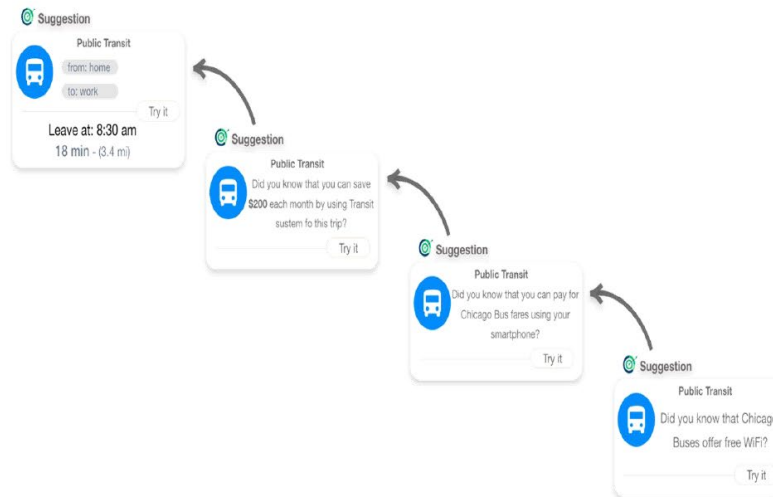 Suggestion
Public Transit
from: home
to: work
Try it
Leave at: 8:30 am
18 min - (3.4 mi)
Suggestion
Public Transit
Did you know that you can save
$200 each month by using Transit
sustem fo this trip?
Try it
Suggestion
Public Transit
Did you know that you can pay for
Chicago Bus fares using your
smartphone?
Try it
Suggestion
Public Transit
Did you know that Chicago
Buses offer free WiFi?
Try it